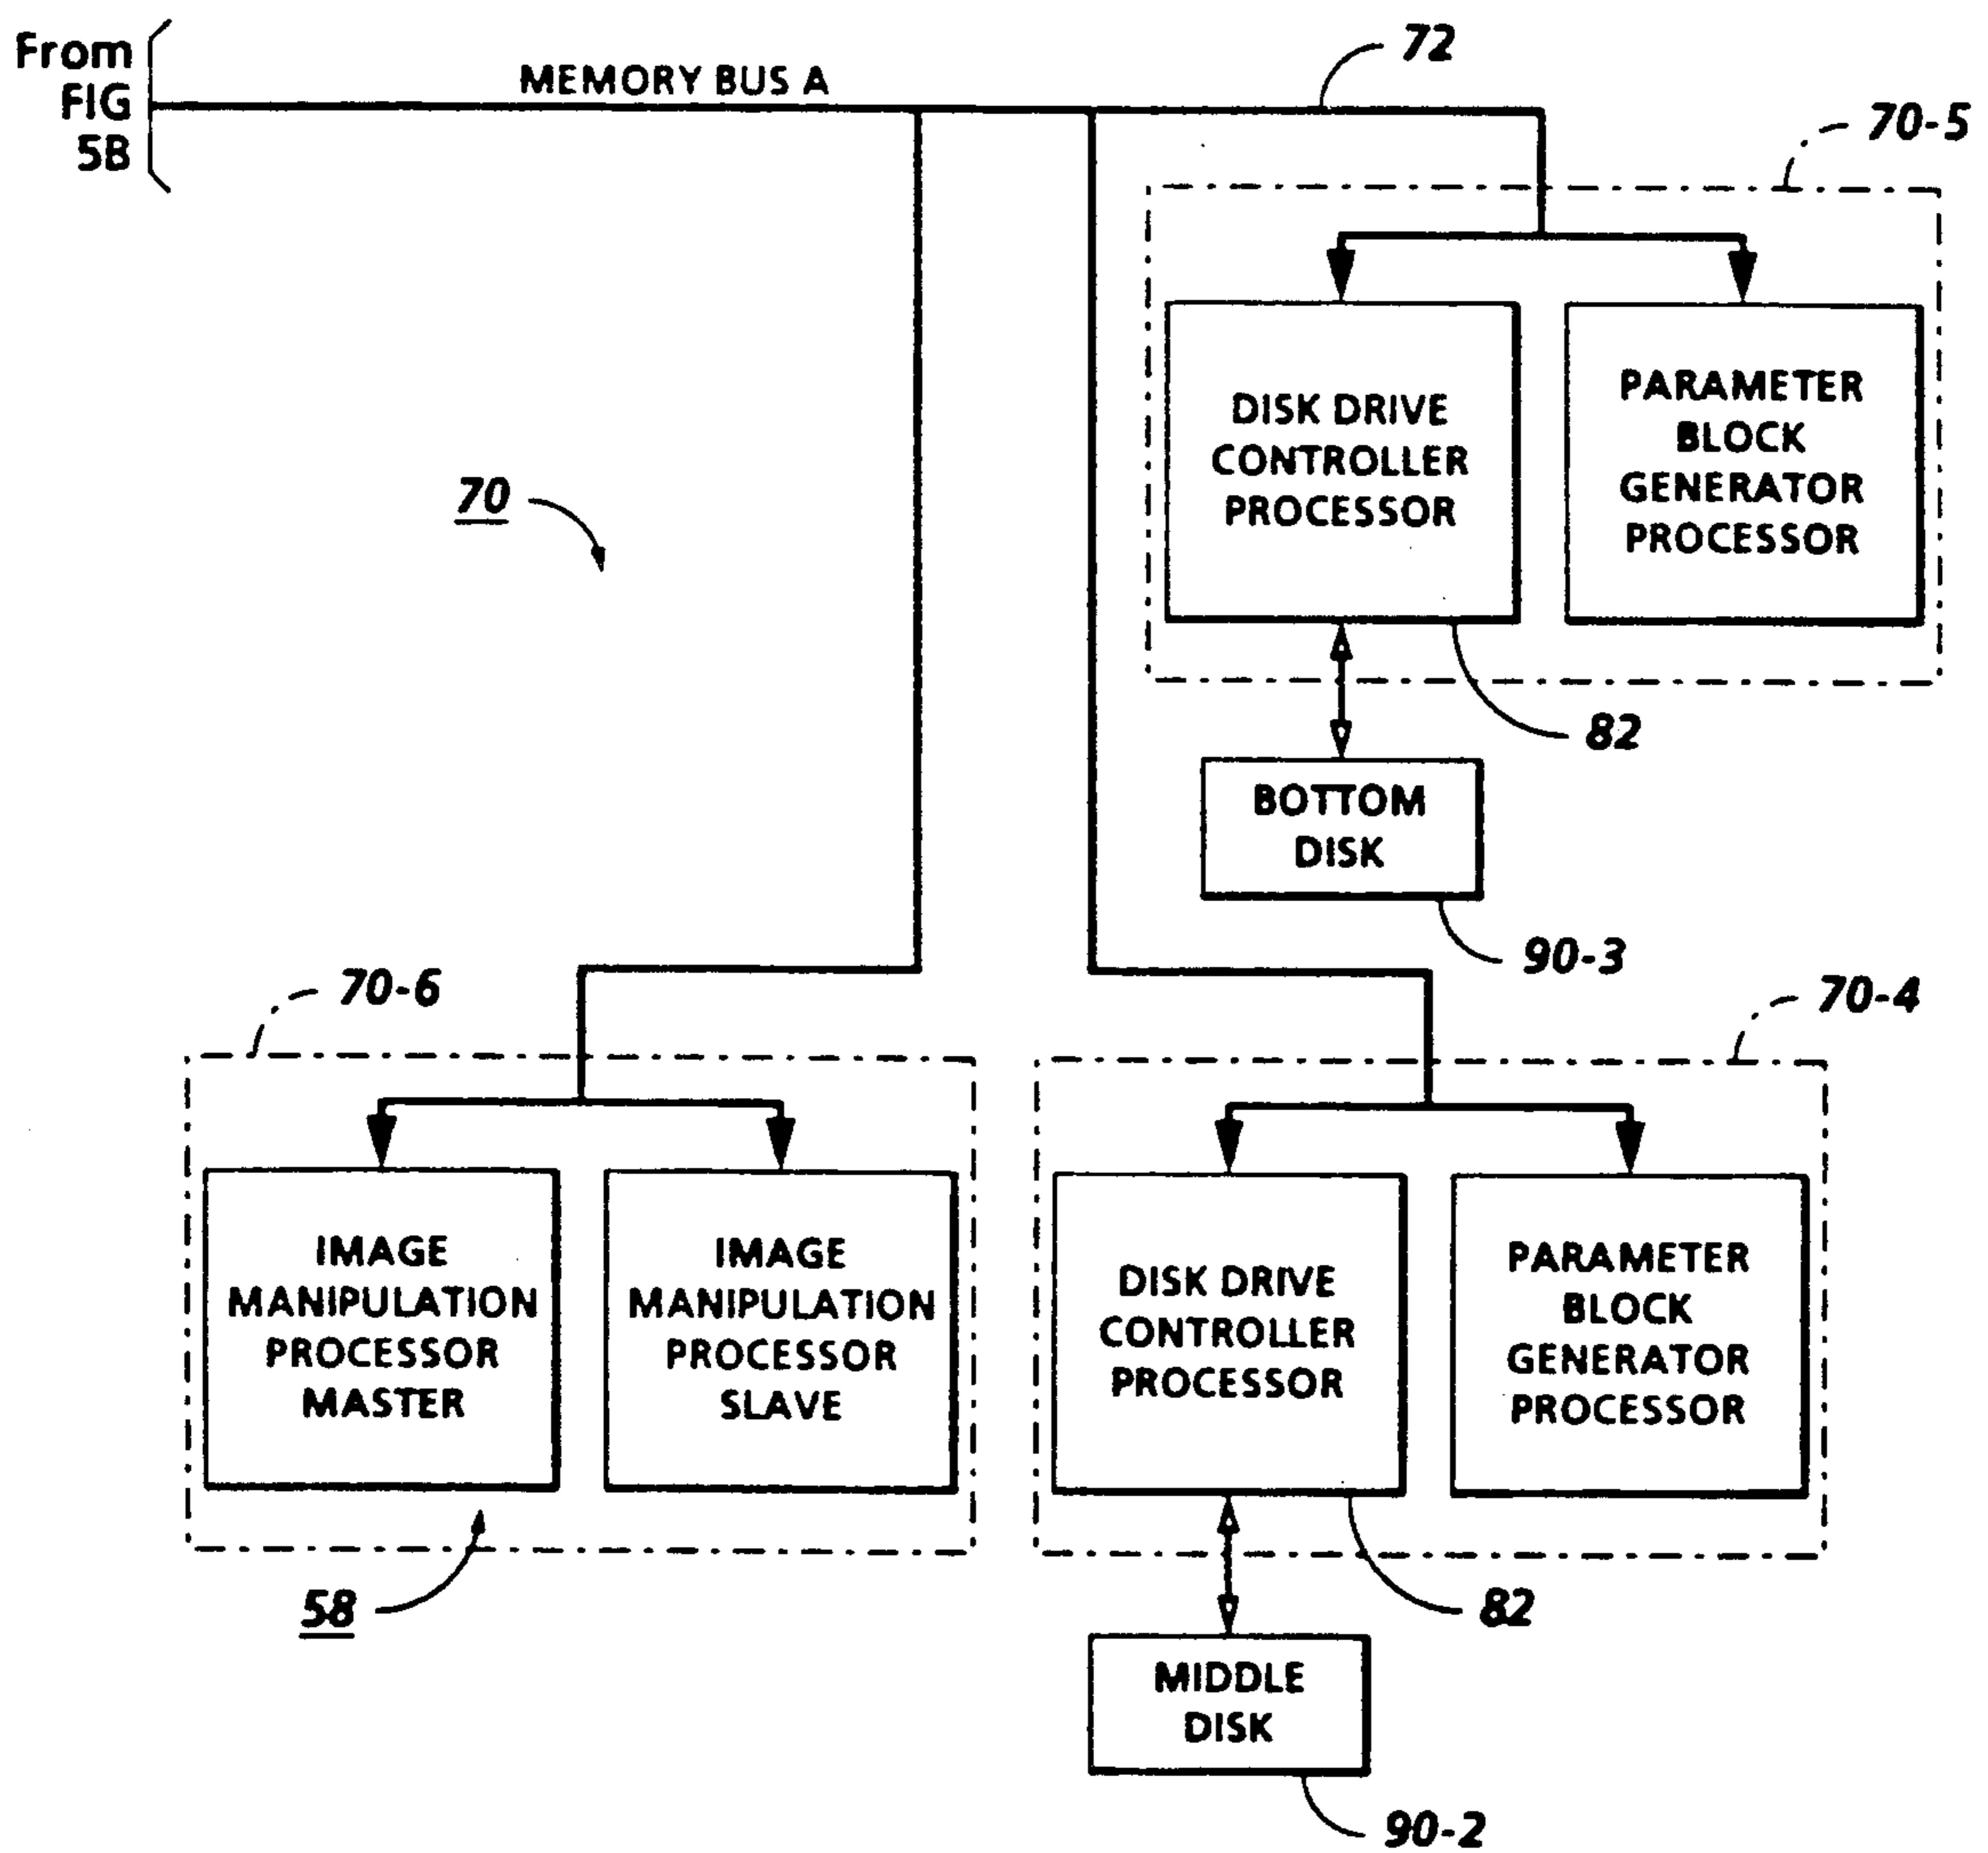 From
FIG
5B
MEMORY BUS A
72
70-5
DISK DRIVE
CONTROLLER
PROCESSOR
PARAMETER
BLOCK
GENERATOR
PROCESSOR
70
82
BOTTOM
DISK
90-3
70-6
70-4
IMAGE
MANIPULATION
PROCESSOR
MASTER
IMAGE
MANIPULATION
PROCESSOR
SLAVE
DISK DRIVE
CONTROLLER
PROCESSOR
PARAMETER
BLOCK
GENERATOR
PROCESSOR
58
82
MIDDLE
DISK
90-2